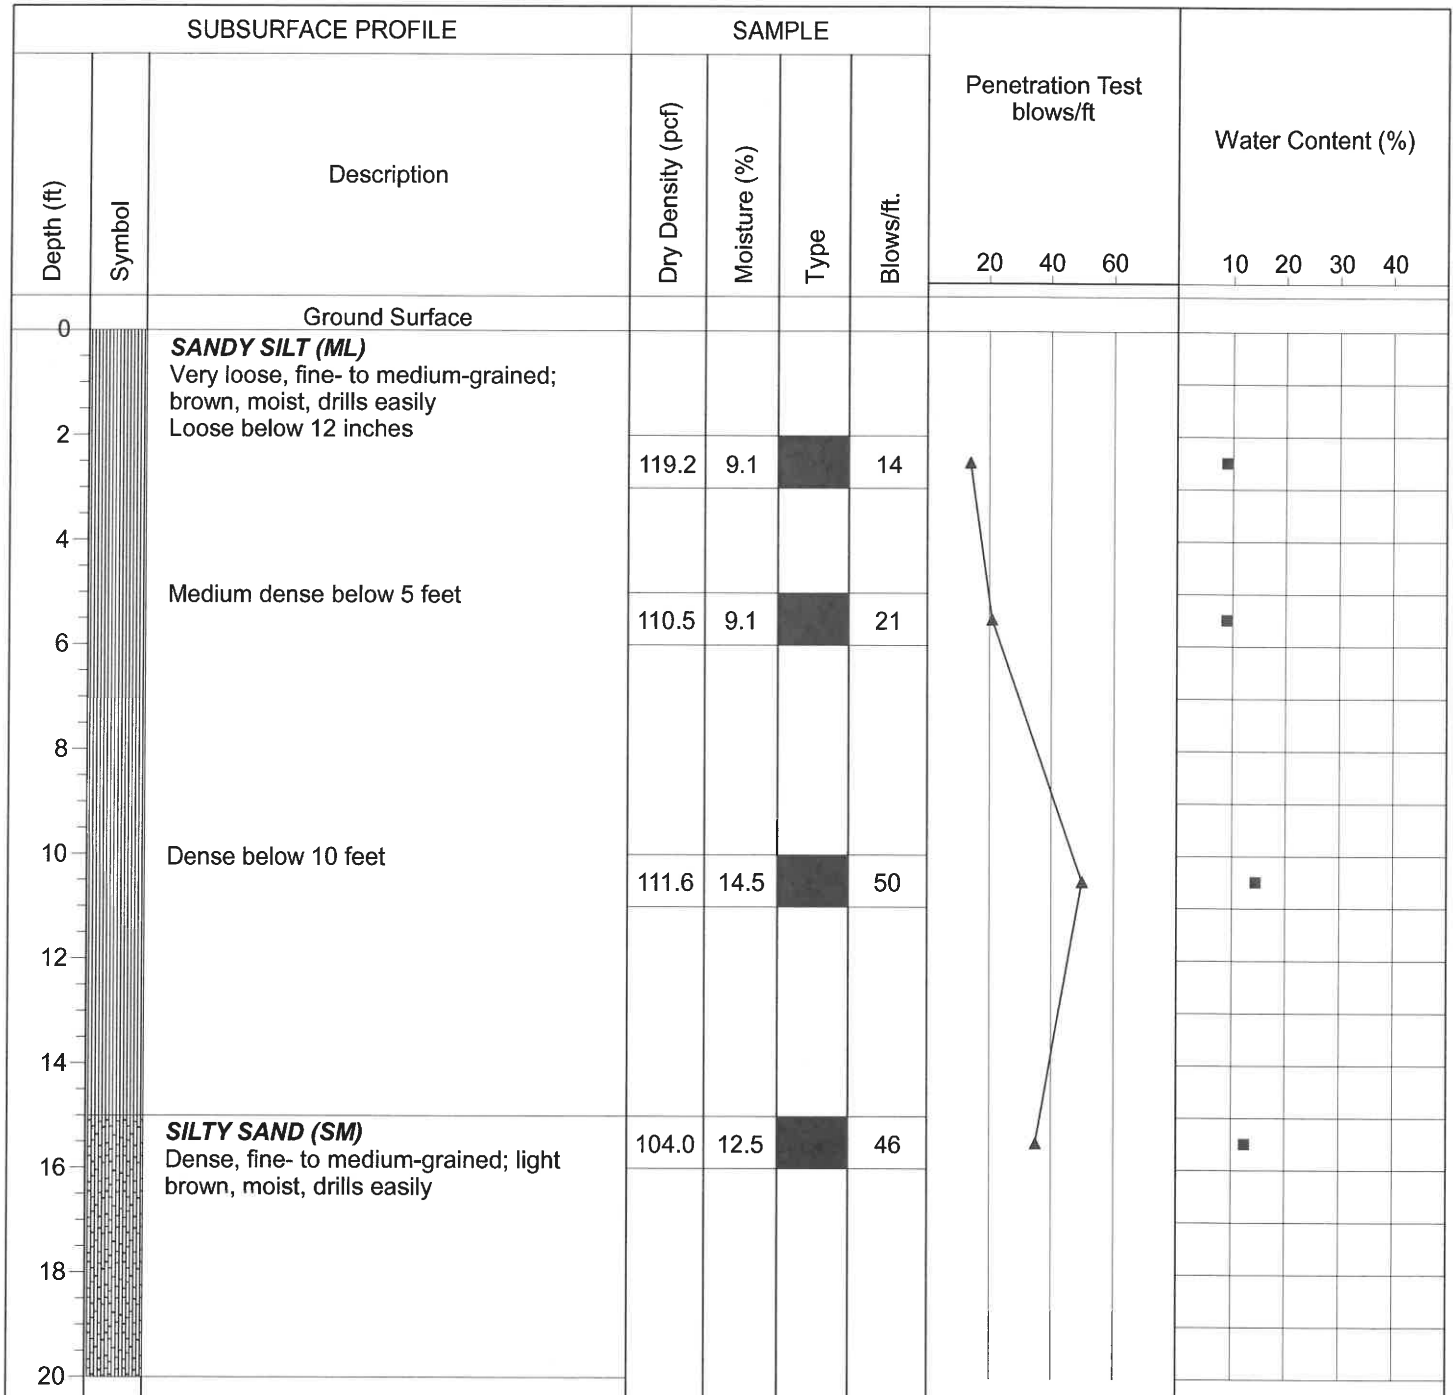 SUBSURFACE PROFILE
SAMPLE
Depth (ft)
Symbol
Description
Dry Density (pcf)
Moisture (%)
Type
Blows/ft.
Penetration Test
blows/ft
20 40 60
Water Content (%)
10 20 30 40
Ground Surface
0
SANDY SILT (ML)
Very loose, fine- to medium-grained;
brown, moist, drills easily
Loose below 12 inches
2
119.2 9.1 14
4
Medium dense below 5 feet
110.5 9.1 21
6
8
10
Dense below 10 feet
111.6 14.5 50
12
14
SILTY SAND (SM)
104.0 12.5 46
Dense, fine- to medium-grained; light
16
brown, moist, drills easily
18
20